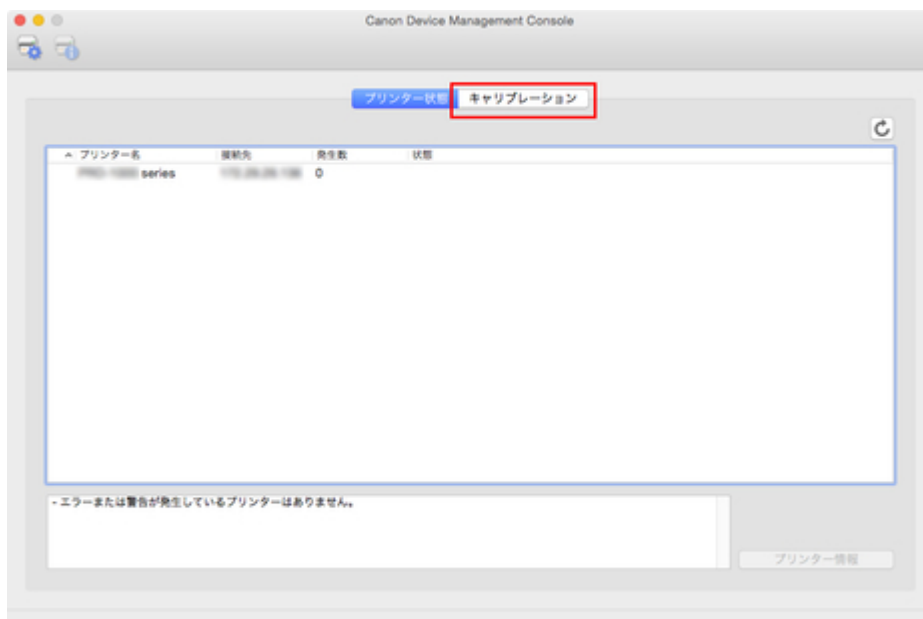 Canon Device Management Console
プリンター状態 キャリブレーション
プリンター名 接続先 発生数 状態
series 0
- エラーまたは警告が発生しているプリンターはありません。
プリンター情報